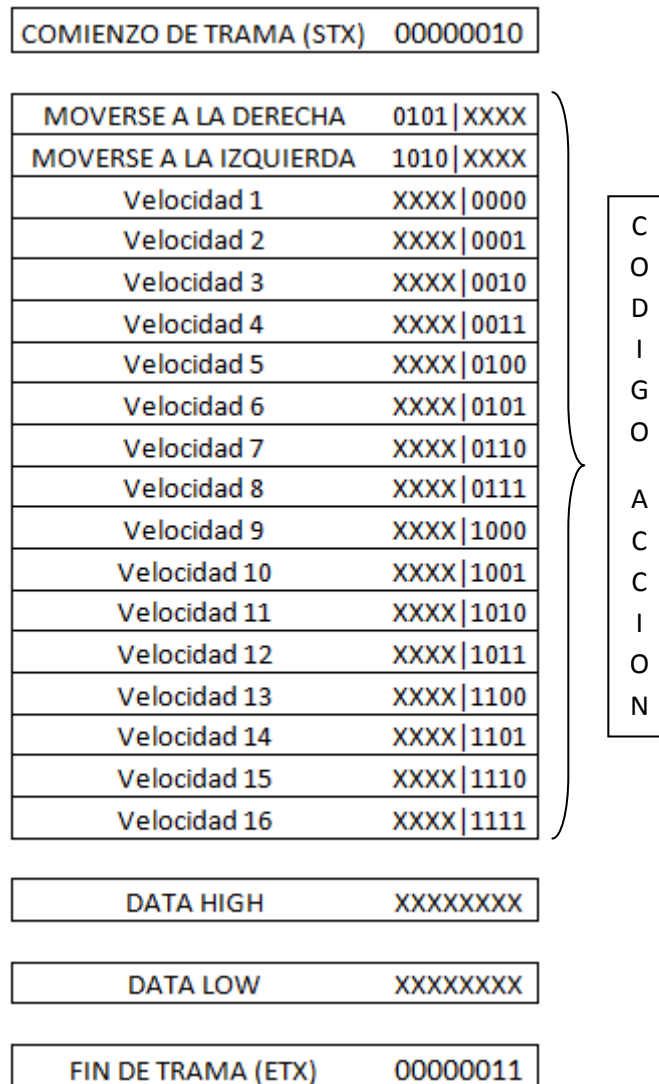 COMIENZO DE TRAMA (STX) 00000010
MOVERSE A LA DERECHA 0101|XXXX
MOVERSE A LA IZQUIERDA 1010|XXXX
Velocidad 1 XXXX|0000
Velocidad 2 XXXX|0001
Velocidad 3 XXXX|0010
Velocidad 4 XXXX|0011
Velocidad 5 XXXX|0100
Velocidad 6 XXXX|0101
Velocidad 7 XXXX|0110
Velocidad 8 XXXX|0111
Velocidad 9 XXXX|1000
Velocidad 10 XXXX|1001
Velocidad 11 XXXX|1010
Velocidad 12 XXXX|1011
Velocidad 13 XXXX|1100
Velocidad 14 XXXX|1101
Velocidad 15 XXXX|1110
Velocidad 16 XXXX|1111
CODIGO ACCION
DATA HIGH XXXXXXXX
DATA LOW XXXXXXXX
FIN DE TRAMA (ETX) 00000011